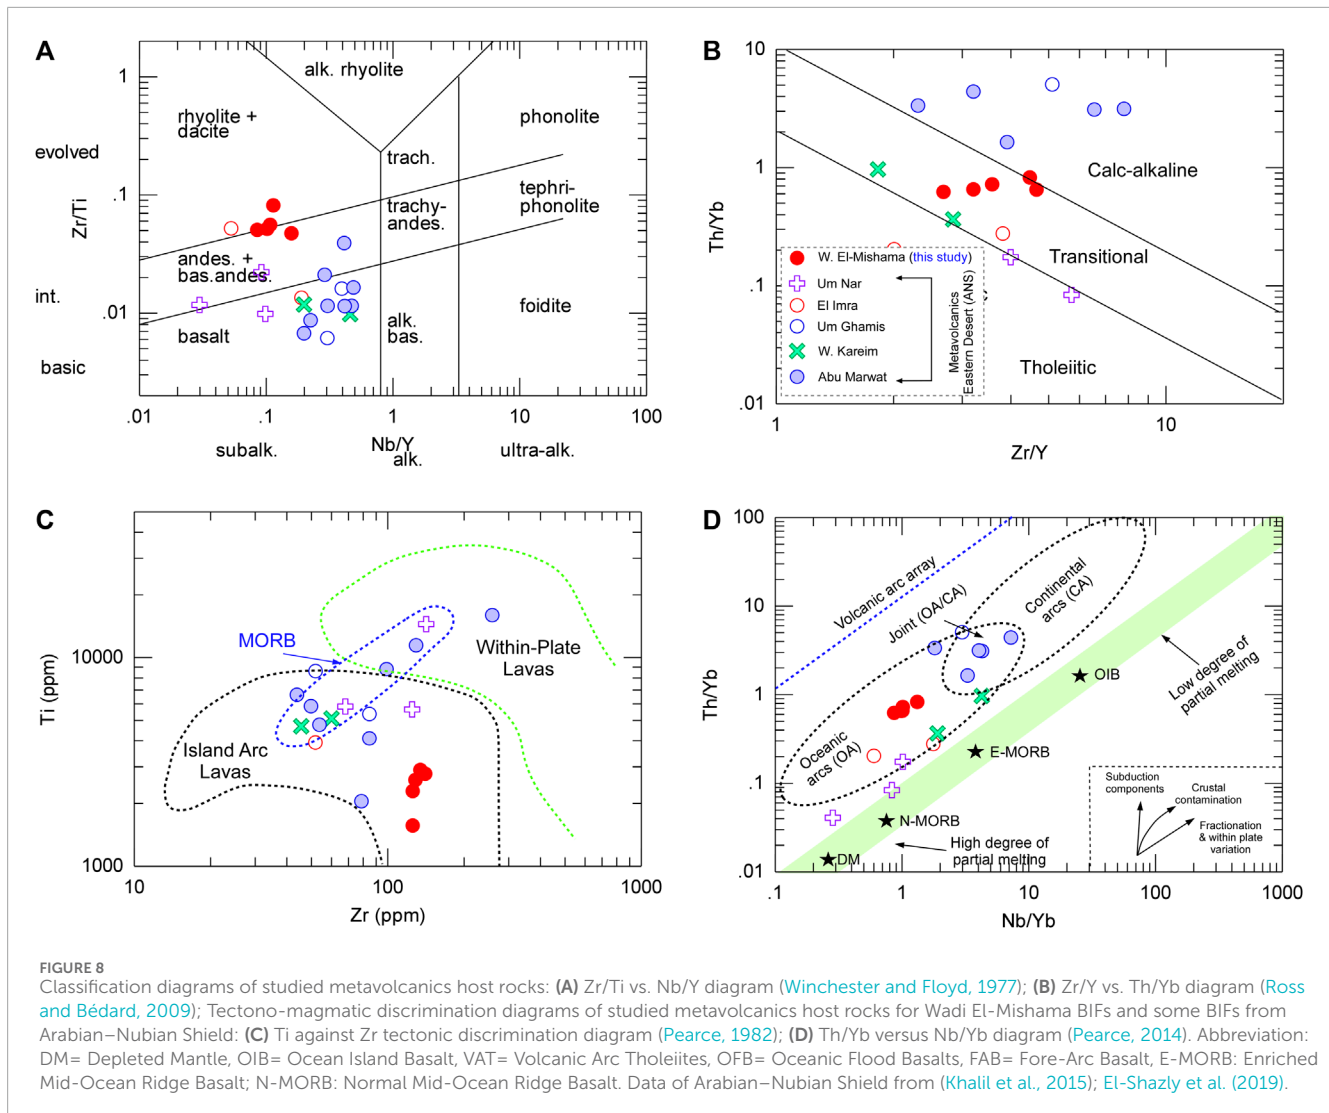 A
alk. rhyolite
rhyolite +
dacite
phonolite
trach.
tephri-
phonolite
trachy-
andes.
andes. +
bas.andes.
basalt
alk.
bas.
foidite
evolved
int.
basic
Zr/Ti
1
.1
.01
.01
.1
1
10
100
subalk.
Nb/Y
alk.
ultra-alk.
B
10
1
.1
.01
Th/Yb
Calc-alkaline
Transitional
Tholeiitic
W. El-Mishama (this study)
Um Nar
El Imra
Um Ghamis
W. Kareim
Abu Marwat
Metavolcanics
Eastern Desert (ANS)
1
10
Zr/Y
C
Ti (ppm)
10000
1000
MORB
Within-Plate
Lavas
Island Arc
Lavas
10
100
1000
Zr (ppm)
D
100
10
1
.1
.01
Th/Yb
Volcanic arc array
Joint (OA/CA)
Continental
arcs (CA)
Oceanic
arcs (OA)
OIB
E-MORB
N-MORB
DM
Low degree of
partial melting
High degree of
partial melting
Subduction
components
Crustal
contamination
Fractionation
& within plate
variation
.1
1
10
100
1000
Nb/Yb
FIGURE 8
Classification diagrams of studied metavolcanics host rocks: (A) Zr/Ti vs. Nb/Y diagram (Winchester and Floyd, 1977); (B) Zr/Y vs. Th/Yb diagram (Ross
and Bédard, 2009); Tectono-magmatic discrimination diagrams of studied metavolcanics host rocks for Wadi El-Mishama BIFs and some BIFs from
Arabian–Nubian Shield: (C) Ti against Zr tectonic discrimination diagram (Pearce, 1982); (D) Th/Yb versus Nb/Yb diagram (Pearce, 2014). Abbreviation:
DM= Depleted Mantle, OIB= Ocean Island Basalt, VAT= Volcanic Arc Tholeiites, OFB= Oceanic Flood Basalts, FAB= Fore-Arc Basalt, E-MORB: Enriched
Mid-Ocean Ridge Basalt; N-MORB: Normal Mid-Ocean Ridge Basalt. Data of Arabian–Nubian Shield from (Khalil et al., 2015); El-Shazly et al. (2019).